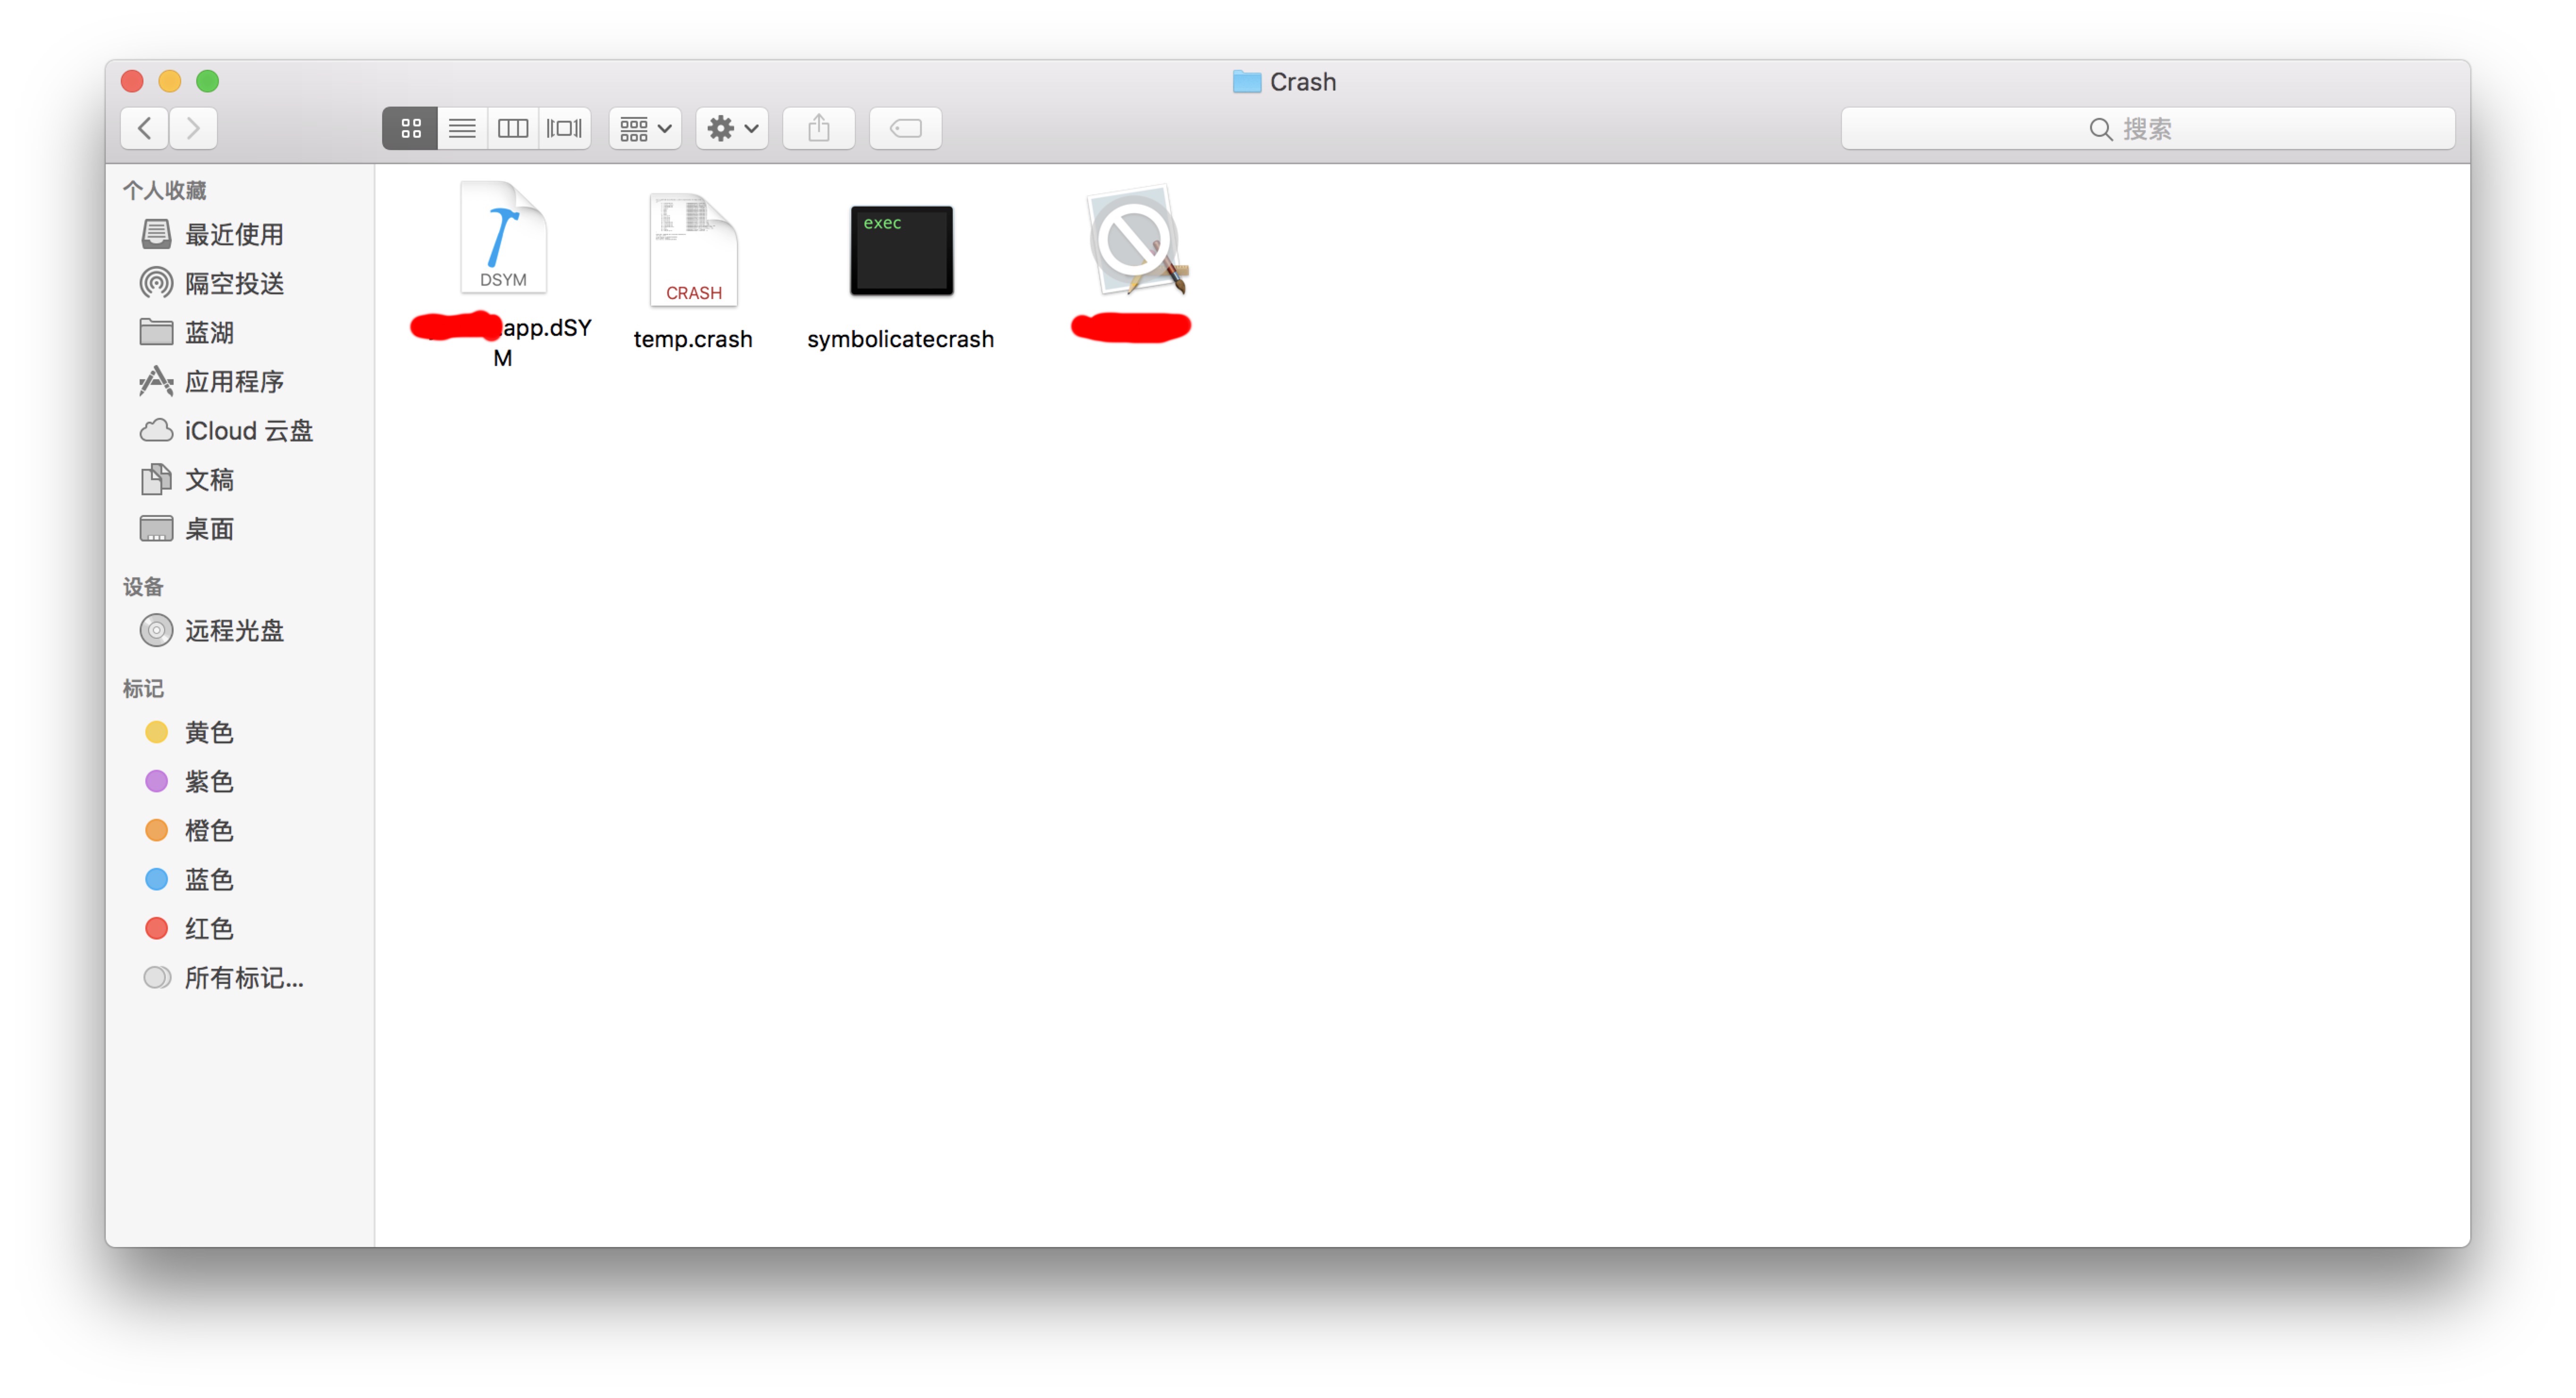 Crash
搜索
个人收藏
最近使用
隔空投送
蓝湖
应用程序
iCloud 云盘
文稿
桌面
设备
远程光盘
标记
黄色
紫色
橙色
蓝色
红色
所有标记...
DSYM
.app.dSY
M
CRASH
temp.crash
exec
symbolicatecrash